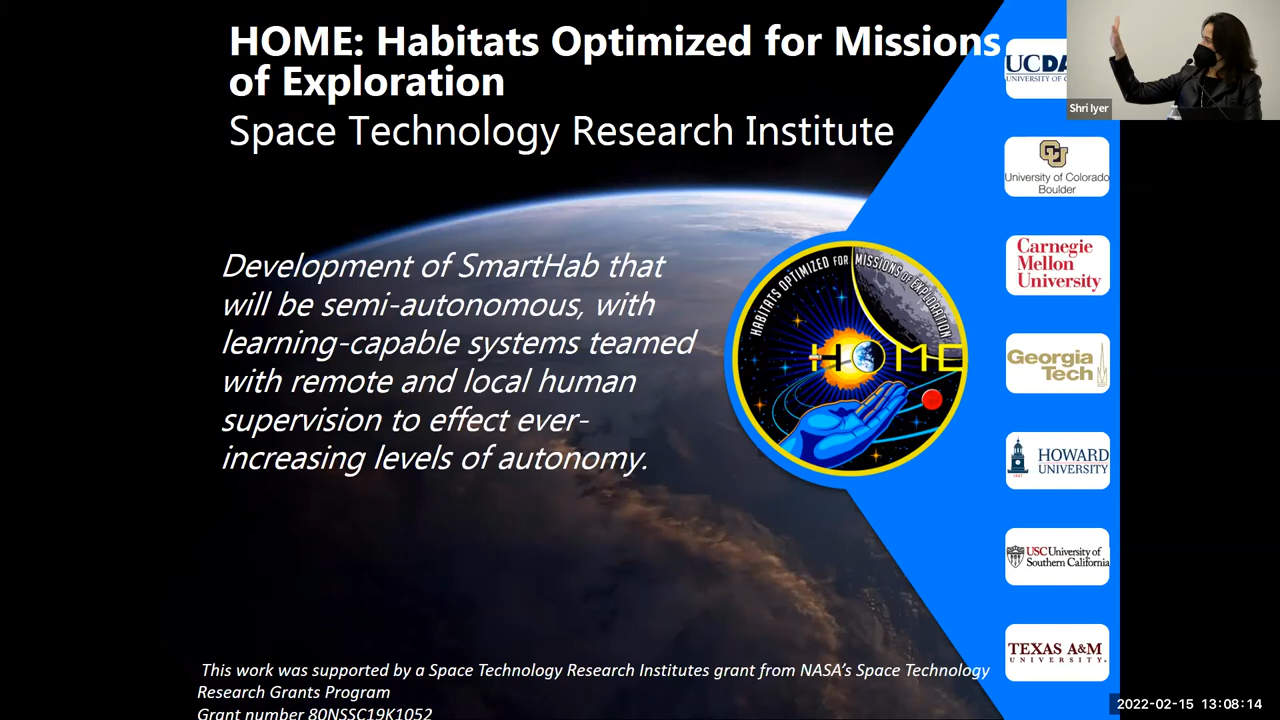 HOME: Habitats Optimized for Missions
of Exploration
Space Technology Research Institute
Development of SmartHab that
will be semi-autonomous, with
learning-capable systems teamed
with remote and local human
supervision to effect ever-
increasing levels of autonomy.
This work was supported by a Space Technology Research Institutes grant from NASA's Space Technology
Research Grants Program
Grant number 80NSSC19K1052
HABITATS OPTIMIZED FOR MISSIONS OF EXPLORATION
HOME
Shri Iyer
UCDA
UNIVERSITY OF C
CU
University of Colorado
Boulder
Carnegie
Mellon
University
Georgia
Tech
HOWARD
UNIVERSITY
1867
USC University of
Southern California
TEXAS A&M
UNIVERSITY.
2022-02-15 13:08:14